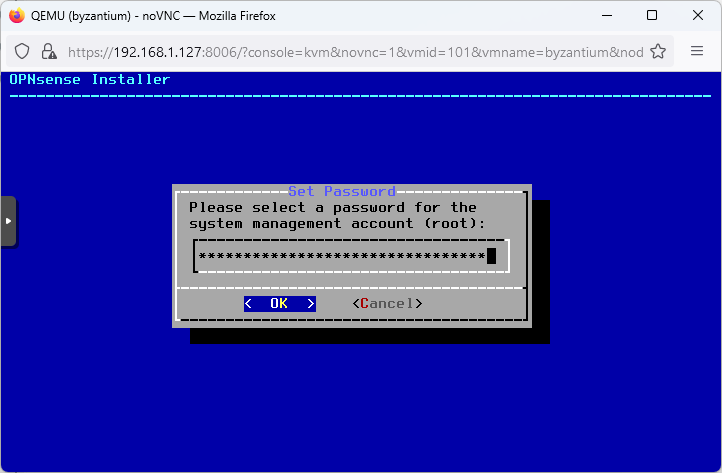 QEMU (byzantium) - noVNC — Mozilla Firefox
https://192.168.1.127:8006/?console=kvm&novnc=1&vmid=101&vmname=byzantium&nod
OPNsense Installer
Set Password
Please select a password for the
system management account (root):
********************************
< OK > <Cancel>